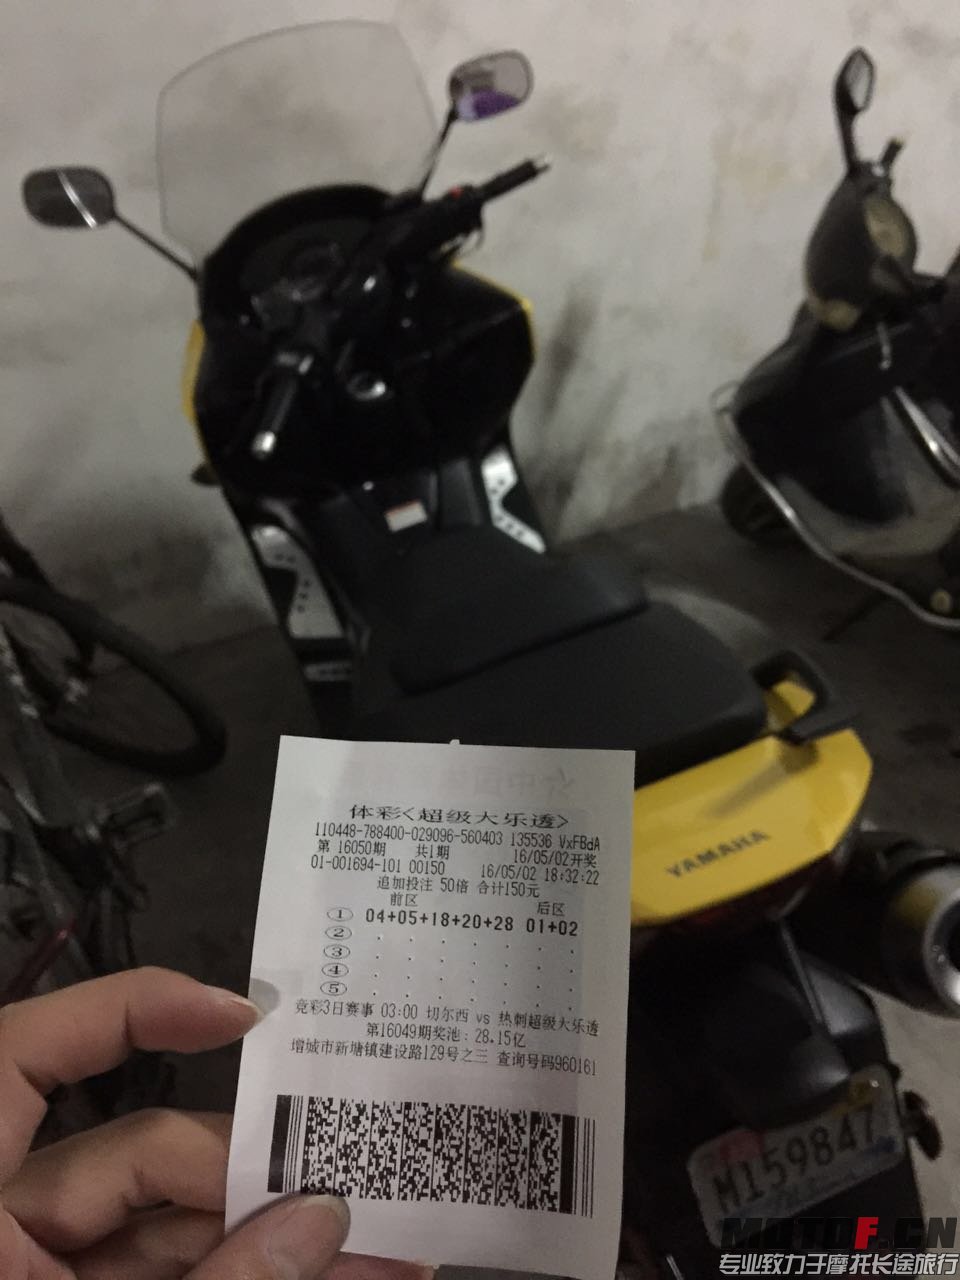 体彩<超级大乐透>
110448-788400-029096-560403 135536 VxFBdA
第 16050期 共1期 16/05/02开奖
01-001694-101 00150 16/05/02 18:32:22
追加投注 50倍 合计150元
前区 后区
① 04+05+18+20+28 01+02
②
③
④
⑤
竞彩3日赛事 03:00 切尔西 vs 热刺超级大乐透
第16049期奖池：28.15亿
增城市新塘镇建设路129号之三 查询号码960161
YAMAHA
M159847
MOTOF.CN
专业致力于摩托长途旅行